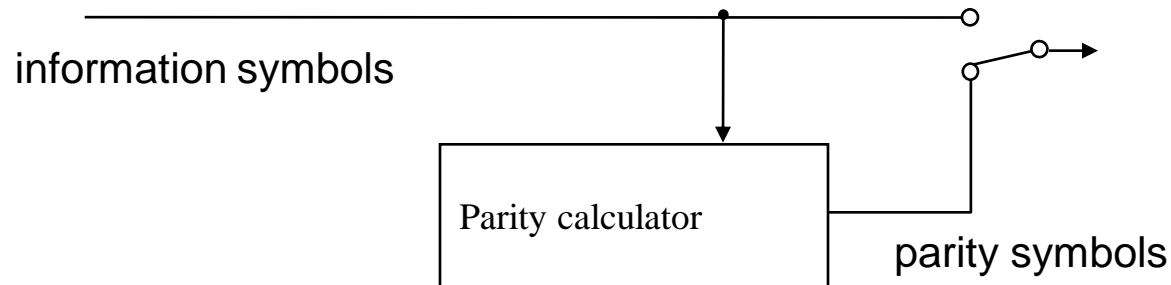 information symbols
Parity calculator
parity symbols